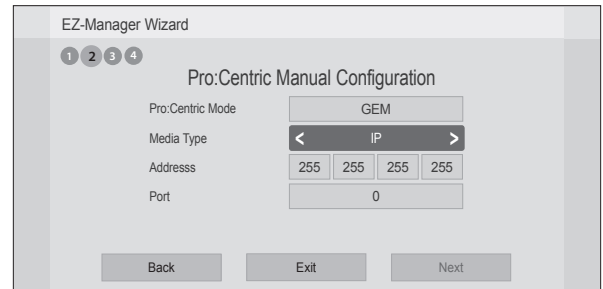 EZ-Manager Wizard
1 2 3 4
Pro:Centric Manual Configuration
Pro:Centric Mode GEM
Media Type < IP >
Addresss 255 255 255 255
Port 0
Back Exit Next